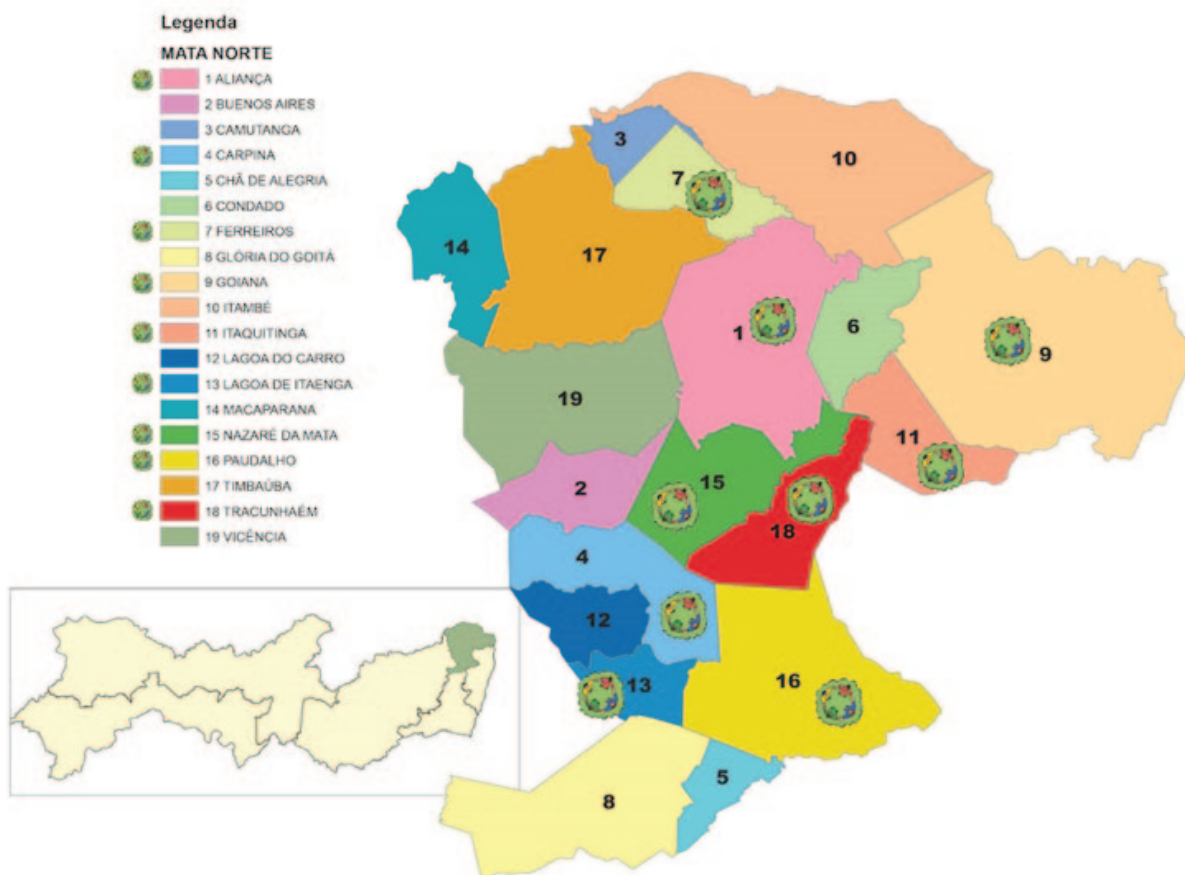 Legenda
MATA NORTE
1 ALIANÇA
2 BUENOS AIRES
3 CAMUTANGA
4 CARPINA
5 CHÃ DE ALEGRIA
6 CONDADO
7 FERREIROS
8 GLÓRIA DO GOITÁ
9 GOIANA
10 ITAMBÉ
11 ITAQUITINGA
12 LAGOA DO CARRO
13 LAGOA DE ITAENGA
14 MACAPARANA
15 NAZARÉ DA MATA
16 PAUDALHO
17 TIMBAÚBA
18 TRACUNHAÉM
19 VICÊNCIA
3
10
7
14
17
1
6
9
19
11
2
15
18
4
12
13
16
5
8